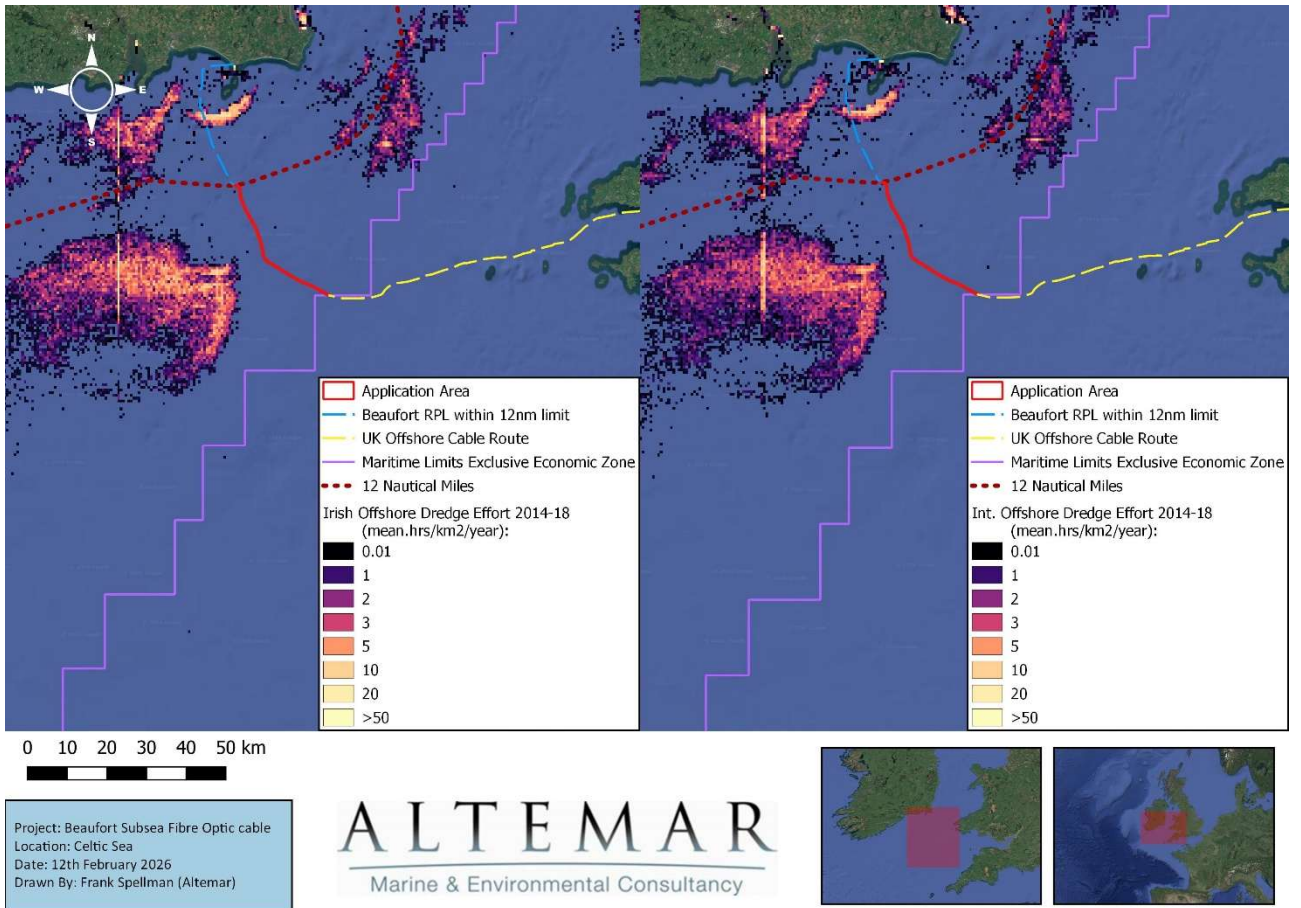 N
W E
S
Application Area
Beaufort RPL within 12nm limit
UK Offshore Cable Route
Maritime Limits Exclusive Economic Zone
12 Nautical Miles
Irish Offshore Dredge Effort 2014-18
(mean.hrs/km2/year):
0.01
1
2
3
5
10
20
>50
Application Area
Beaufort RPL within 12nm limit
UK Offshore Cable Route
Maritime Limits Exclusive Economic Zone
12 Nautical Miles
Int. Offshore Dredge Effort 2014-18
(mean.hrs/km2/year):
0.01
1
2
3
5
10
20
>50
0 10 20 30 40 50 km
Project: Beaufort Subsea Fibre Optic cable
Location: Celtic Sea
Date: 12th February 2026
Drawn By: Frank Spellman (Altemar)
ALTEMAR
Marine & Environmental Consultancy